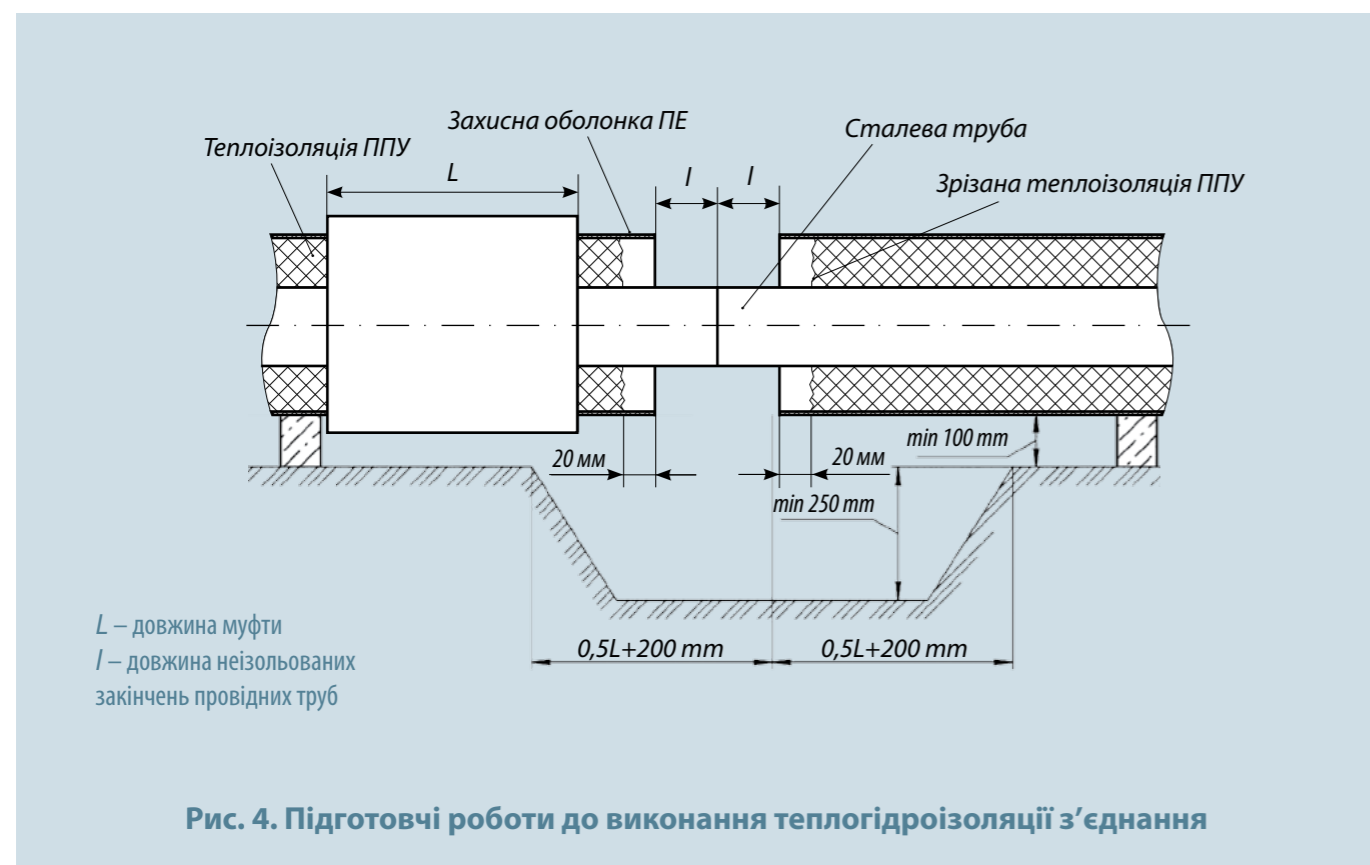 Захисна оболонка ПЕ
Сталева труба
Теплоізоляція ППУ
L
l
l
Зрізана теплоізоляція ППУ
20 мм
20 мм
min 100 mm
min 250 mm
0,5L+200 mm
0,5L+200 mm
L – довжина муфти
l – довжина неізольованих
закінчень провідних труб
Рис. 4. Підготовчі роботи до виконання теплогідроізоляції з’єднання